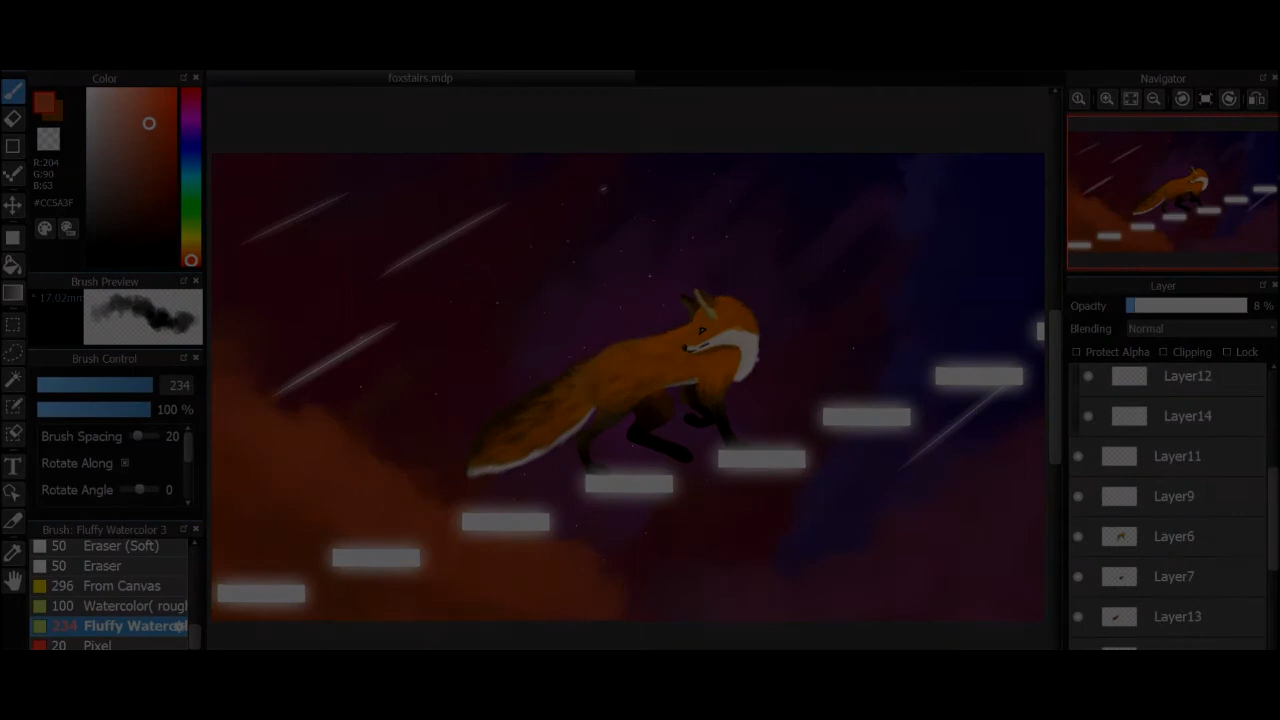 Color
foxstairs.mdp
Navigator
R:204
G:90
B:63
#CC5A3F
Brush Preview
* 17.02mm
Layer
Opacity 8 %
Blending Normal
Protect Alpha Clipping Lock
Brush Control
234
100 %
Brush Spacing 20
Rotate Along
Rotate Angle 0
Layer12
Layer14
Layer11
Layer9
Layer6
Layer7
Layer13
Brush: Fluffy Watercolor 3
50 Eraser (Soft)
50 Eraser
296 From Canvas
100 Watercolor( rough
234 Fluffy Watercol
20 Pixel
T